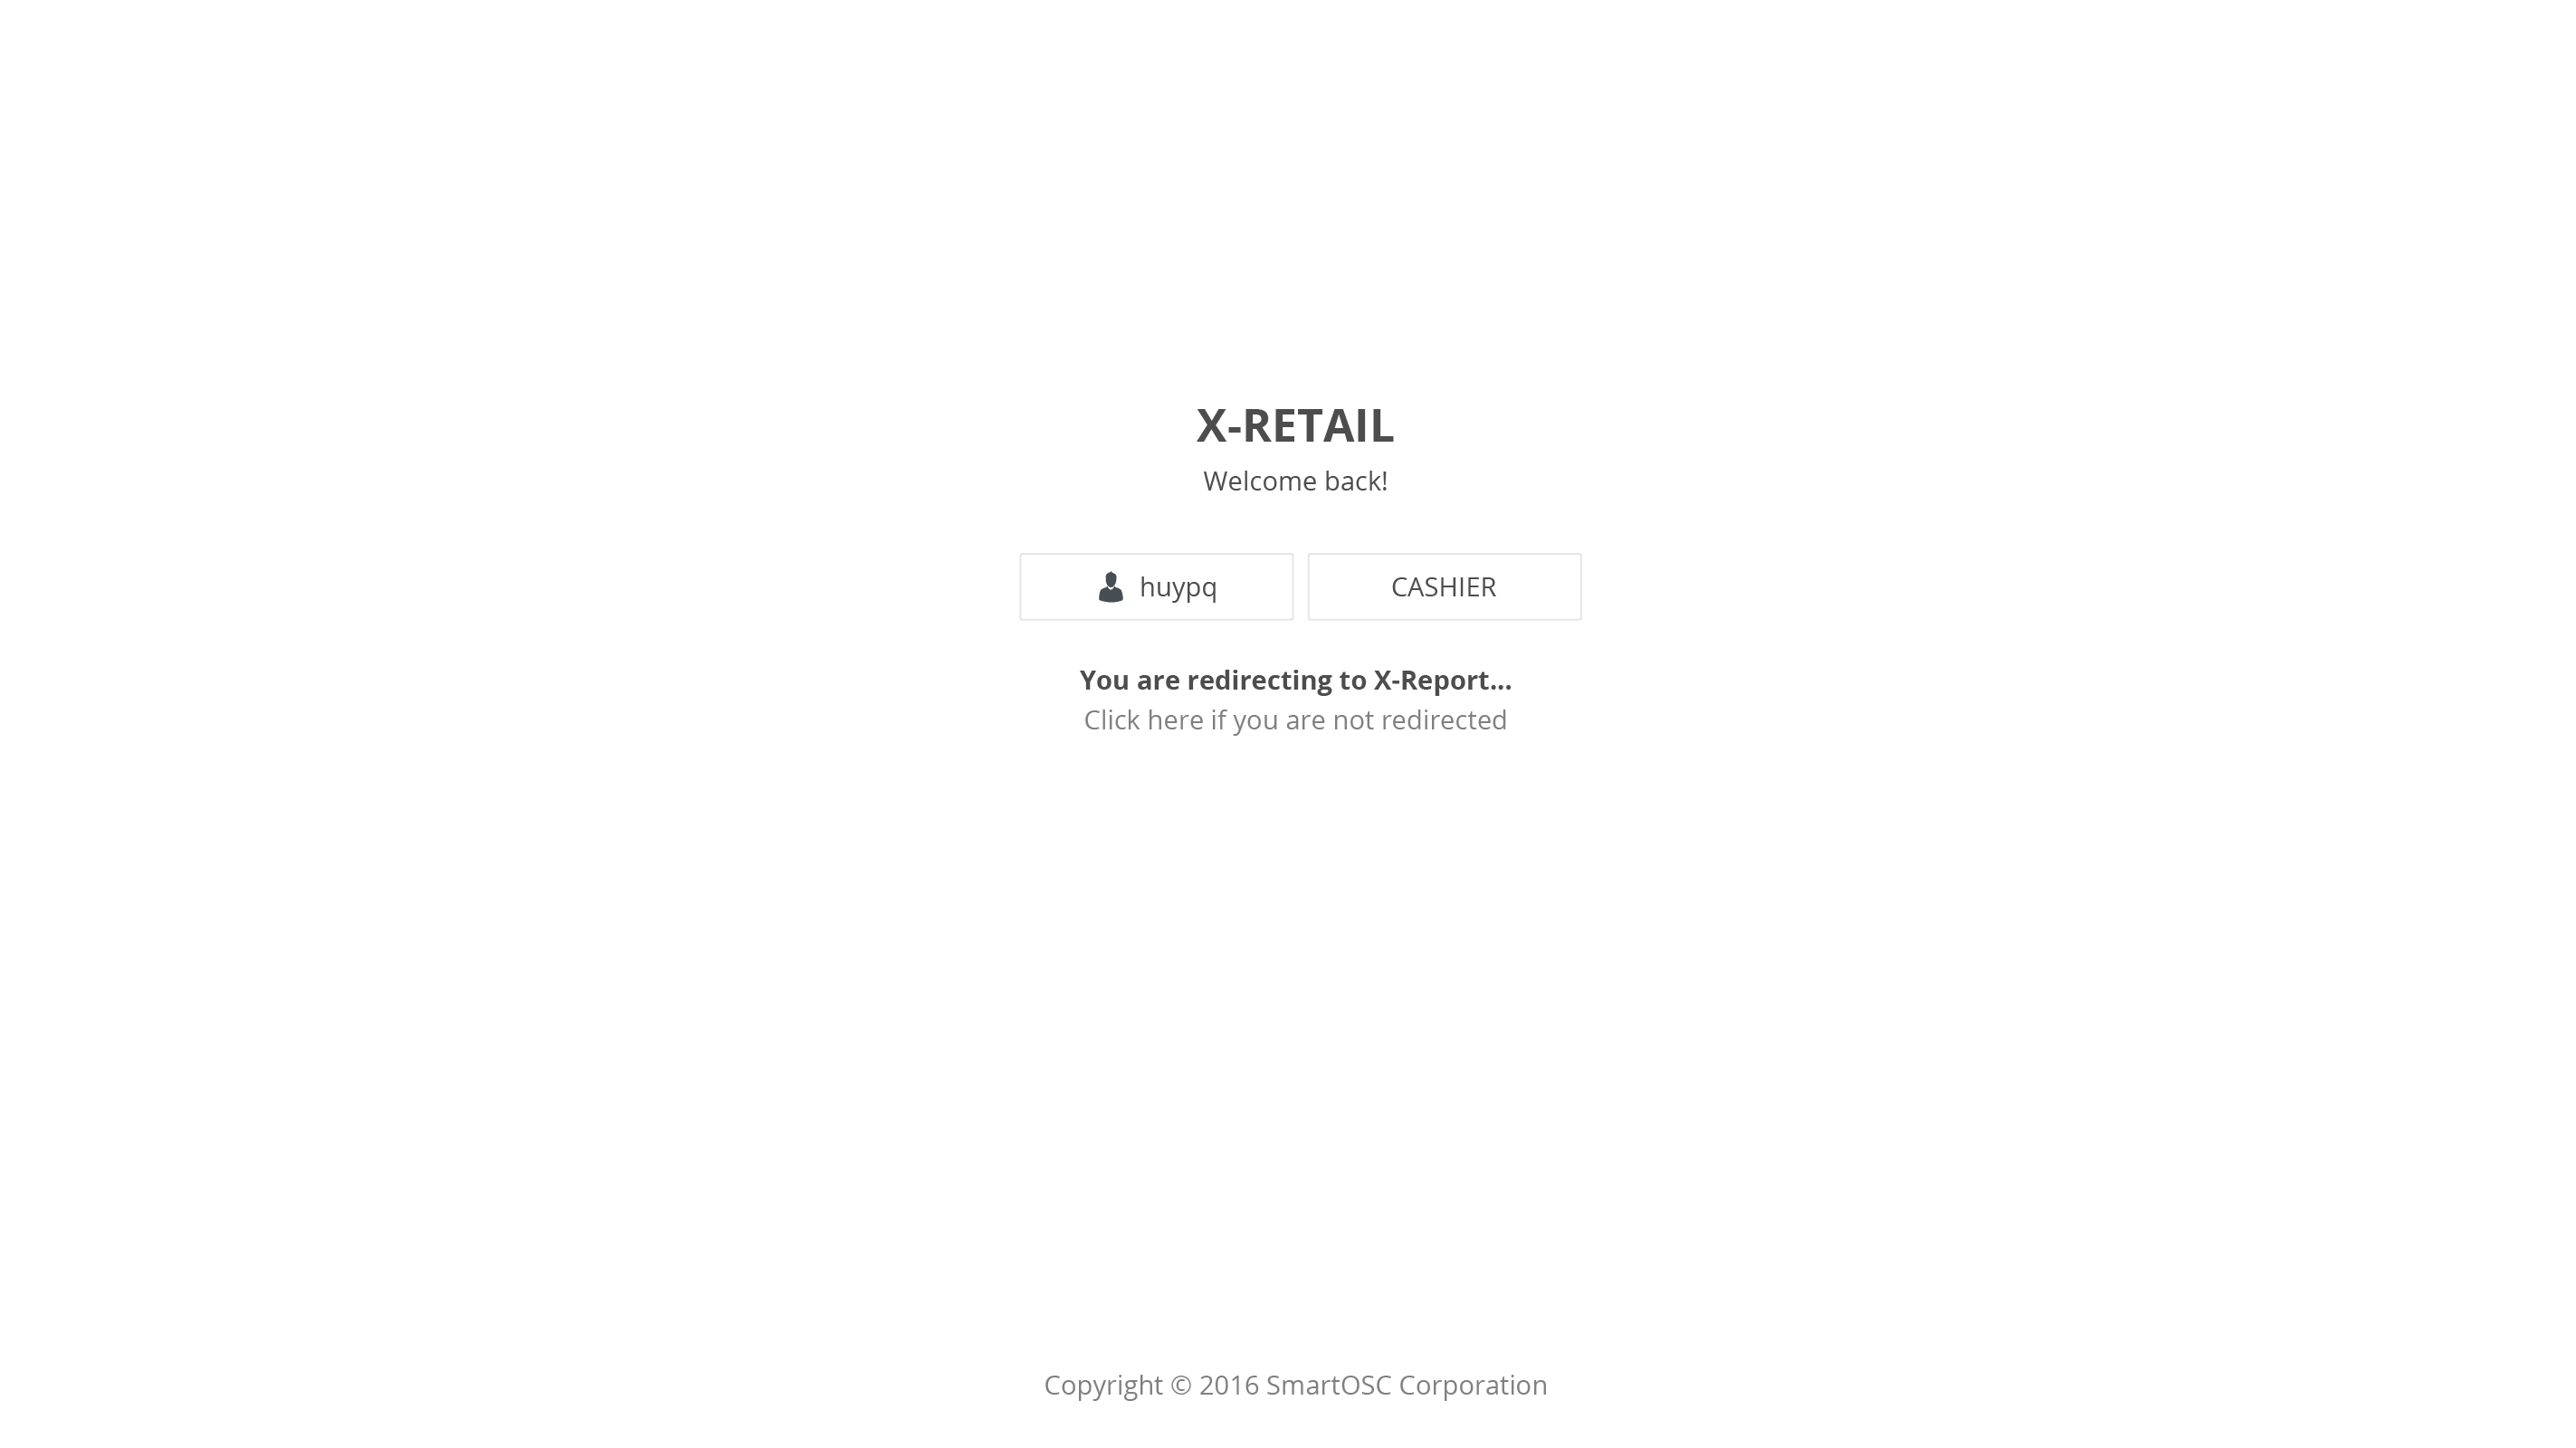 X-RETAIL
Welcome back!
huypq
CASHIER
You are redirecting to X-Report...
Click here if you are not redirected
Copyright © 2016 SmartOSC Corporation